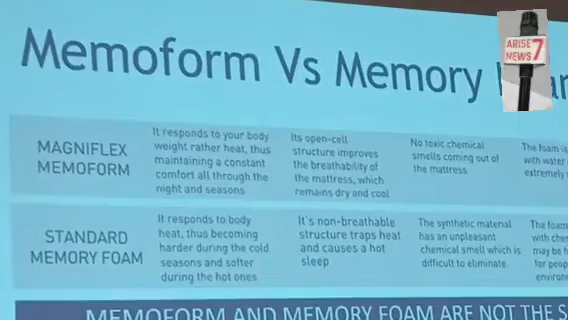 Memoform Vs Memory
ARISE
NEWS 7
MAGNIFLEX
MEMOFORM
It responds to your body
weight rather heat, thus
maintaining a constant
comfort all through the
night and seasons
Its open-cell
structure improves
the breathability of
the mattress, which
remains dry and cool
No toxic chemical
smells coming out of
the mattress
The foam is
with water
extremely
STANDARD
MEMORY FOAM
It responds to body
heat, thus becoming
harder during the cold
seasons and softer
during the hot ones
It's non-breathable
structure traps heat
and causes a hot
sleep
The synthetic material
has an unpleasant
chemical smell which is
difficult to eliminate.
The foam
with che
may be h
for peop
environ
MEMOFORM AND MEMORY FOAM ARE NOT THE S